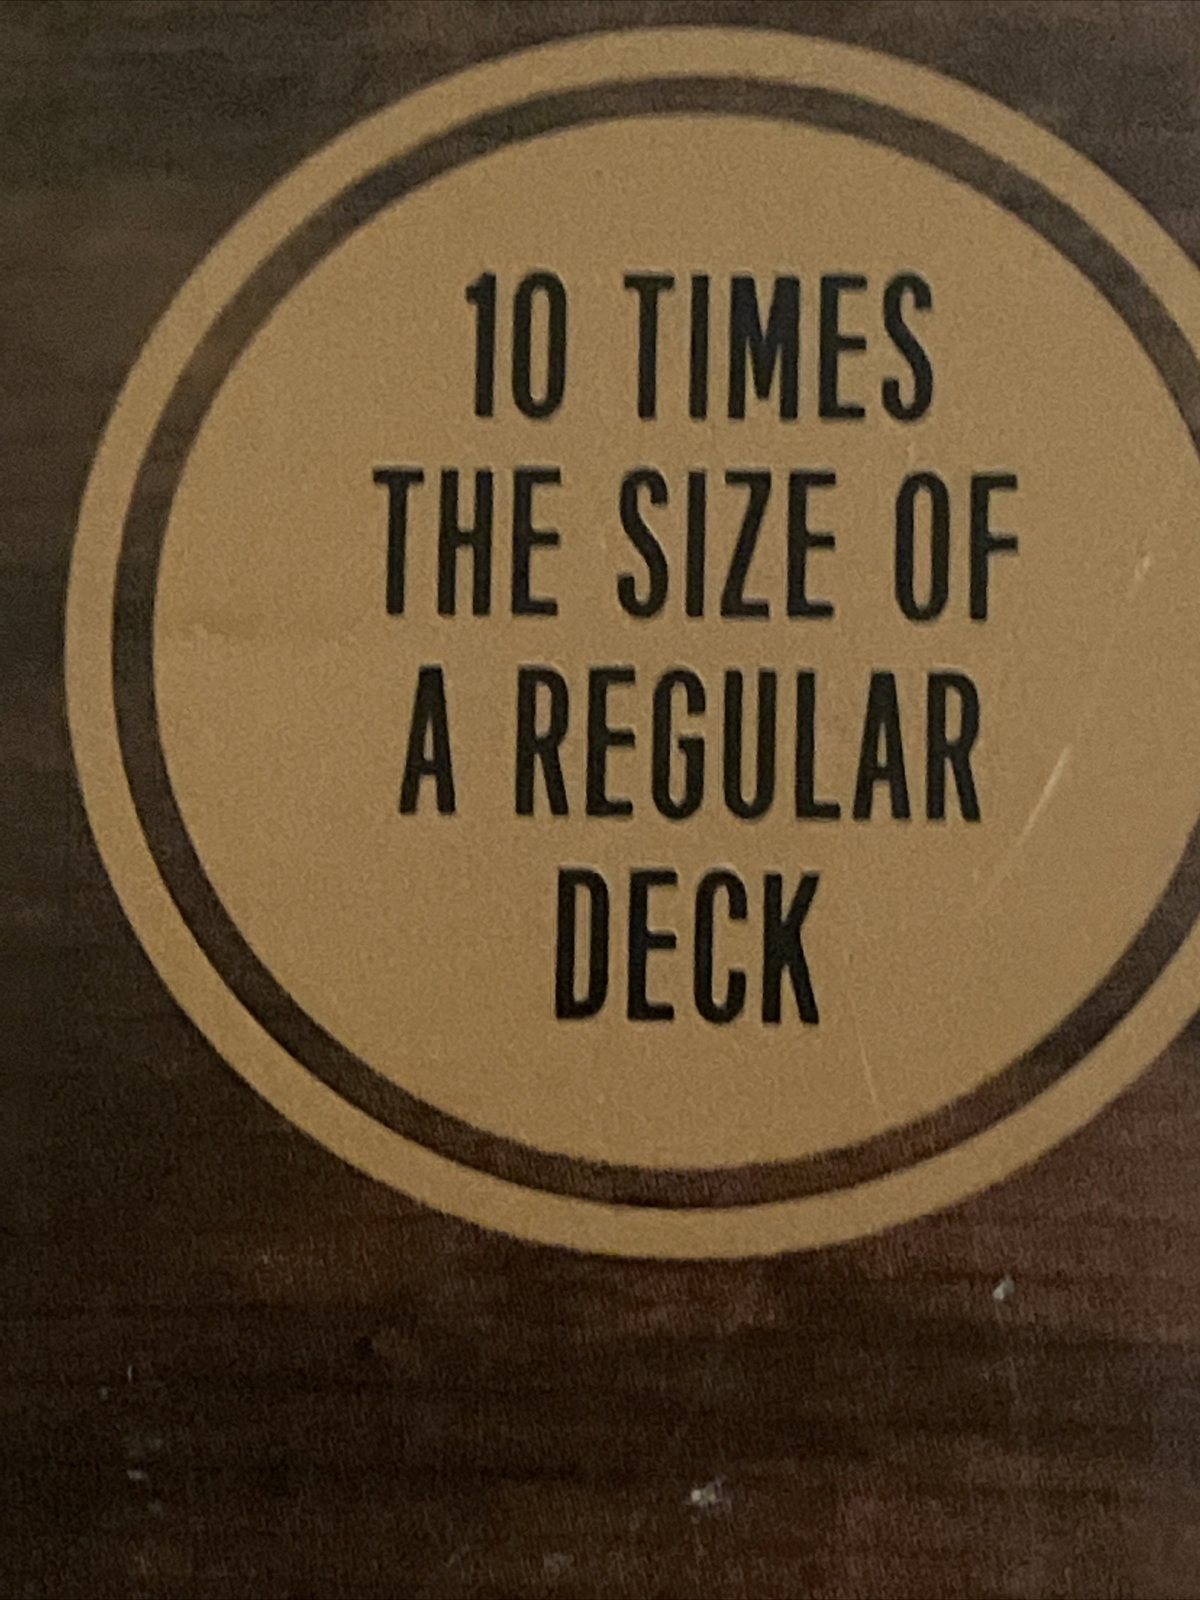 10 TIMES
THE SIZE OF
A REGULAR
DECK